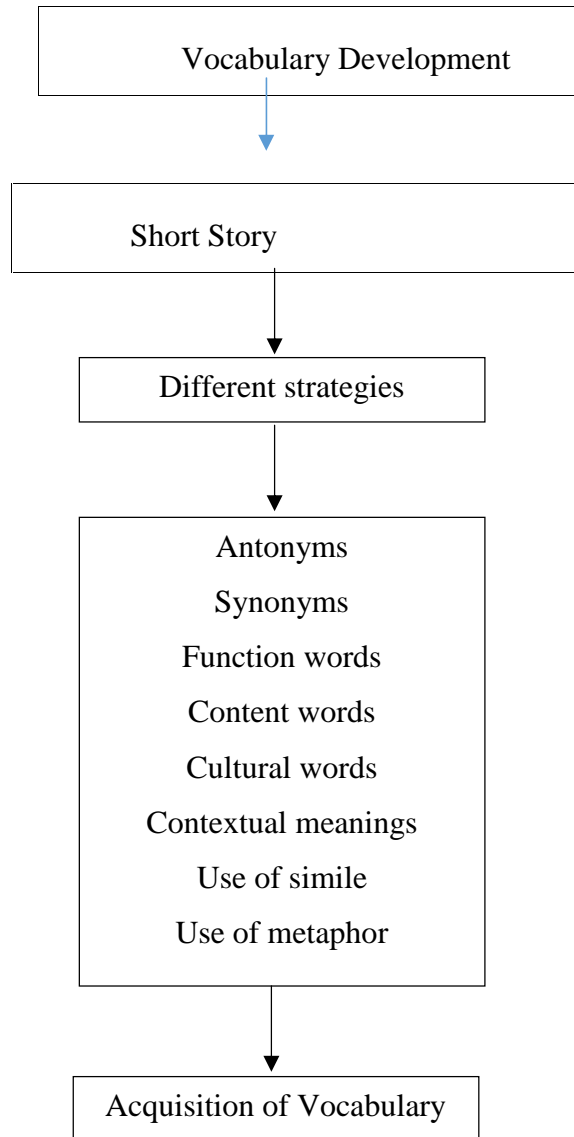 Vocabulary Development
Short Story
Different strategies
Antonyms
Synonyms
Function words
Content words
Cultural words
Contextual meanings
Use of simile
Use of metaphor
Acquisition of Vocabulary